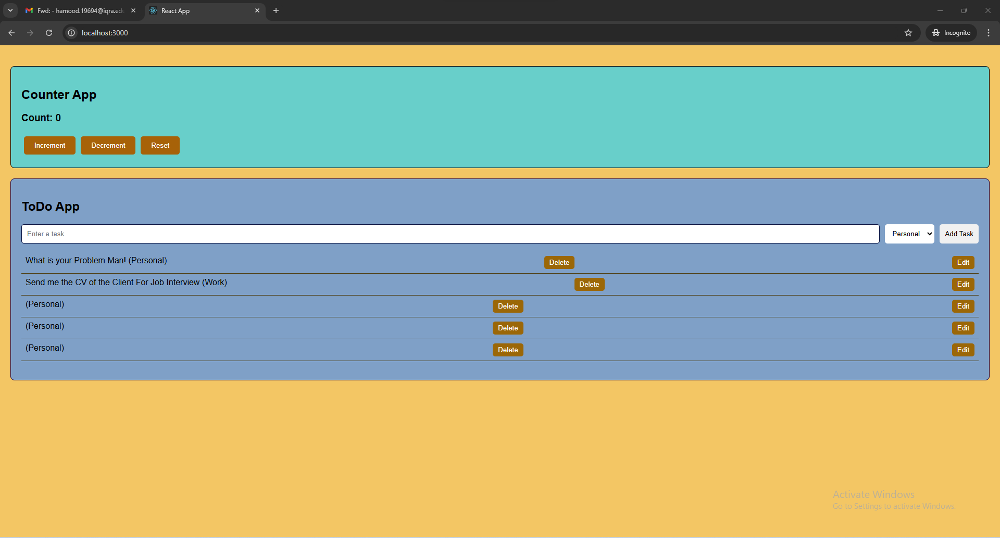 Fwd: - hamood.19694@iqra.edu
React App
localhost:3000
Incognito
Counter App
Count: 0
Increment Decrement Reset
ToDo App
Enter a task Personal Add Task
What is your Problem Man! (Personal) Delete Edit
Send me the CV of the Client For Job Interview (Work) Delete Edit
(Personal) Delete Edit
(Personal) Delete Edit
(Personal) Delete Edit
Activate Windows
Go to Settings to activate Windows.